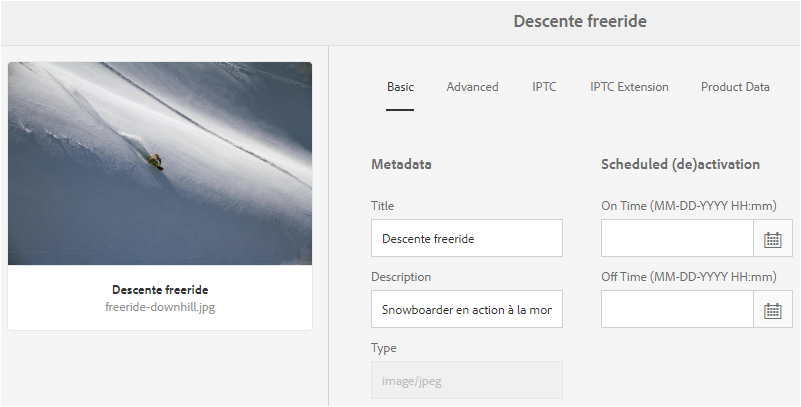 Descente freeride
Basic
Advanced
IPTC
IPTC Extension
Product Data
Descente freeride
freeride-downhill.jpg
Metadata
Title
Descente freeride
Description
Snowboarder en action à la mor
Type
image/jpeg
Scheduled (de)activation
On Time (MM-DD-YYYY HH:mm)
Off Time (MM-DD-YYYY HH:mm)